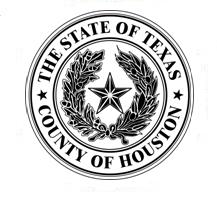 THE STATE OF TEXAS
COUNTY OF HOUSTON